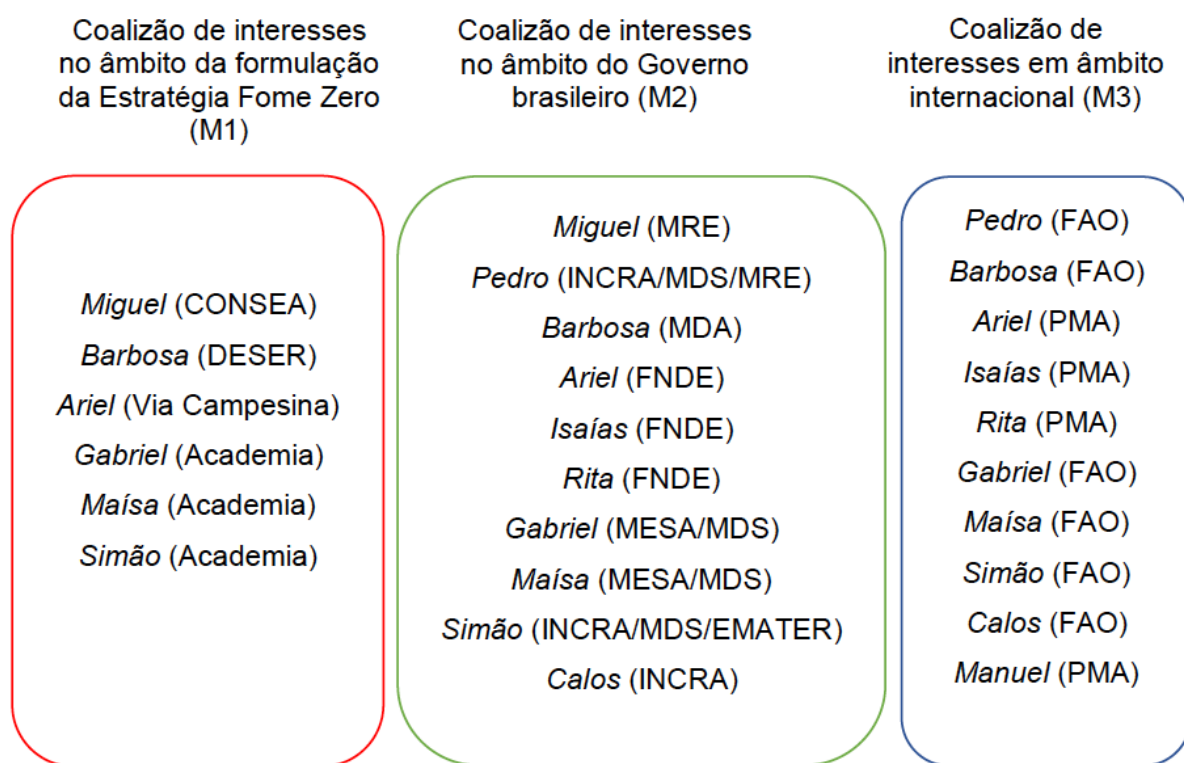 Coalizão de interesses
no âmbito da formulação
da Estratégia Fome Zero
(M1)
Coalizão de interesses
no âmbito do Governo
brasileiro (M2)
Coalizão de
interesses em âmbito
internacional (M3)
Miguel (CONSEA)
Barbosa (DESER)
Ariel (Via Campesina)
Gabriel (Academia)
Maísa (Academia)
Simão (Academia)
Miguel (MRE)
Pedro (INCRA/MDS/MRE)
Barbosa (MDA)
Ariel (FNDE)
Isaías (FNDE)
Rita (FNDE)
Gabriel (MESA/MDS)
Maísa (MESA/MDS)
Simão (INCRA/MDS/EMATER)
Calos (INCRA)
Pedro (FAO)
Barbosa (FAO)
Ariel (PMA)
Isaías (PMA)
Rita (PMA)
Gabriel (FAO)
Maísa (FAO)
Simão (FAO)
Calos (FAO)
Manuel (PMA)